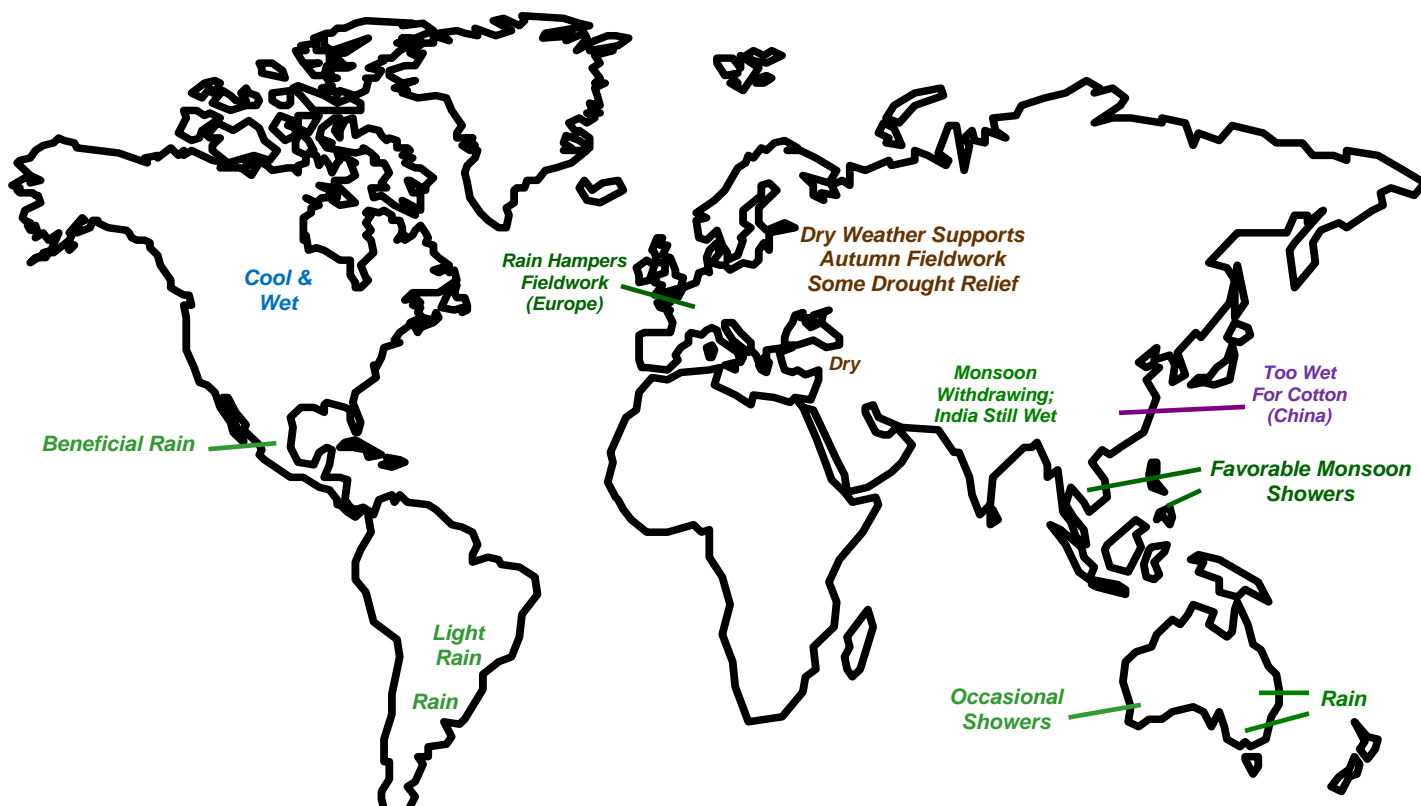 Cool &
Wet
Rain Hampers
Fieldwork
(Europe)
Dry Weather Supports
Autumn Fieldwork
Some Drought Relief
Dry
Monsoon
Withdrawing;
India Still Wet
Too Wet
For Cotton
(China)
Beneficial Rain
Favorable Monsoon
Showers
Light
Rain
Rain
Occasional
Showers
Rain